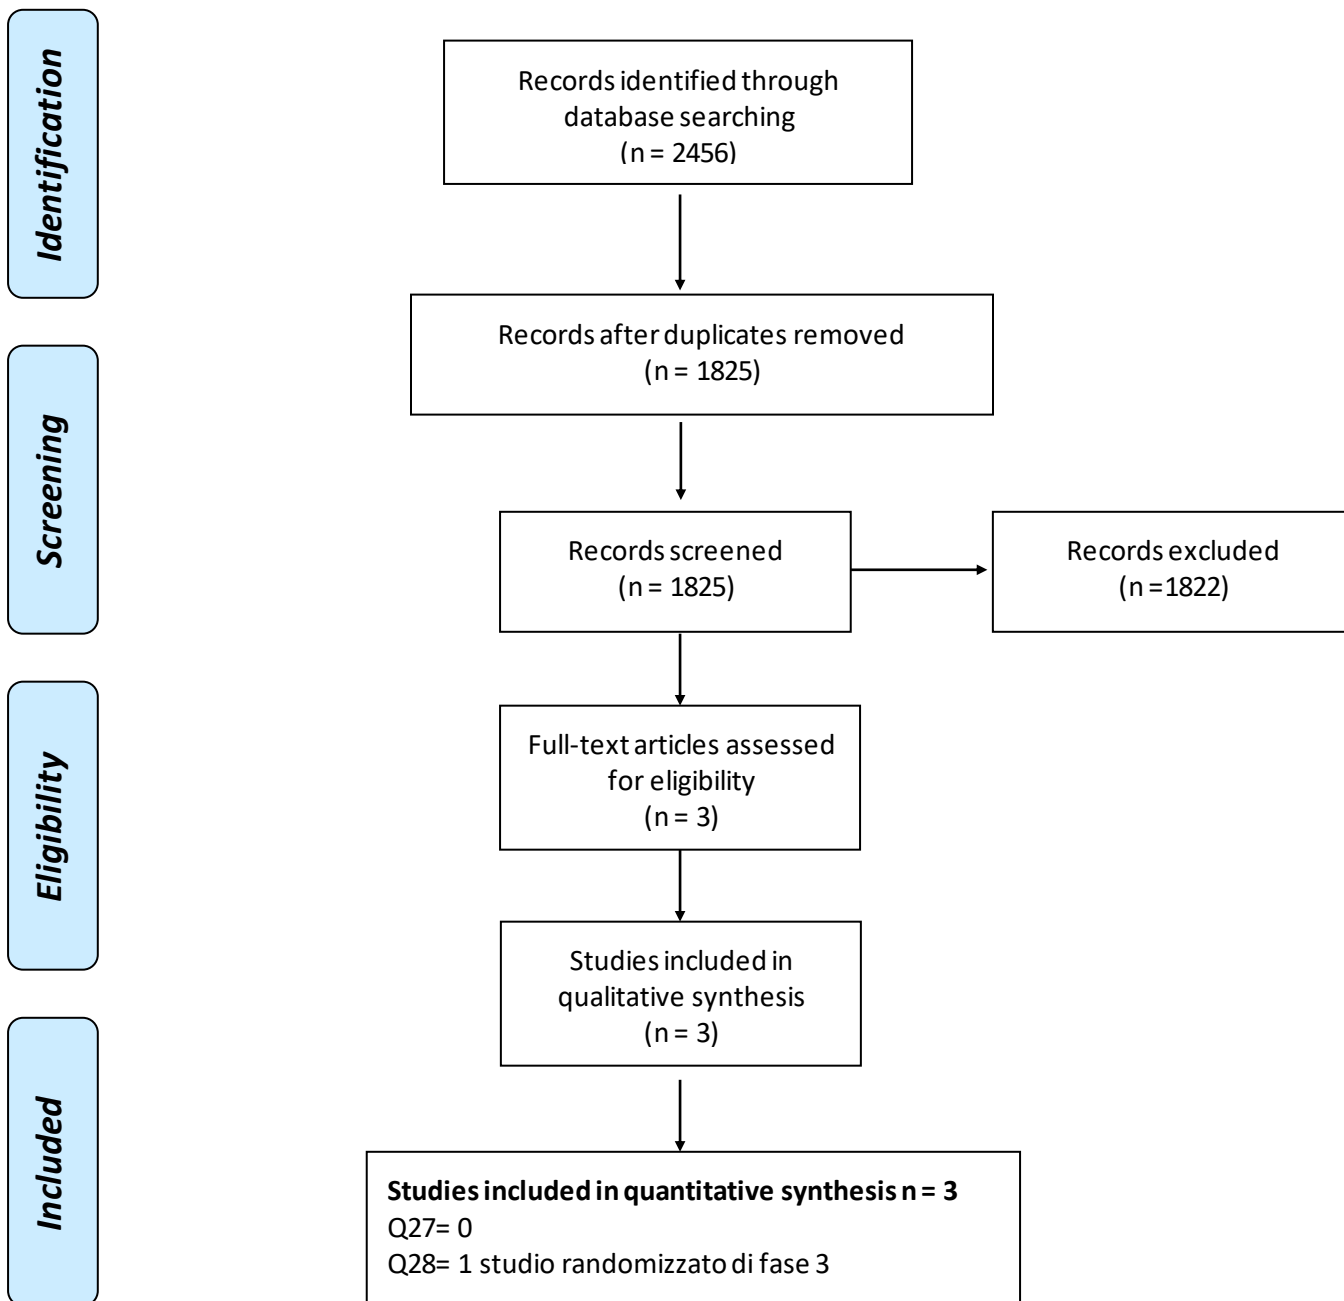 Identification
Records identified through
database searching
(n = 2456)
Records after duplicates removed
(n = 1825)
Screening
Records screened
(n = 1825)
Records excluded
(n =1822)
Eligibility
Full-text articles assessed
for eligibility
(n = 3)
Studies included in
qualitative synthesis
(n = 3)
Included
Studies included in quantitative synthesis n = 3
Q27= 0
Q28= 1 studio randomizzato di fase 3